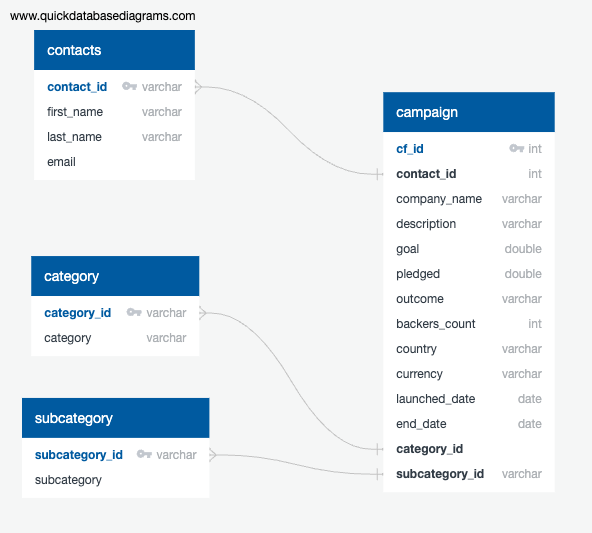 www.quickdatabasediagrams.com
contacts
contact_id varchar
first_name varchar
last_name varchar
email
campaign
cf_id int
contact_id int
company_name varchar
description varchar
goal double
pledged double
outcome varchar
backers_count int
country varchar
currency varchar
launched_date date
end_date date
category_id
subcategory_id varchar
category
category_id varchar
category varchar
subcategory
subcategory_id varchar
subcategory